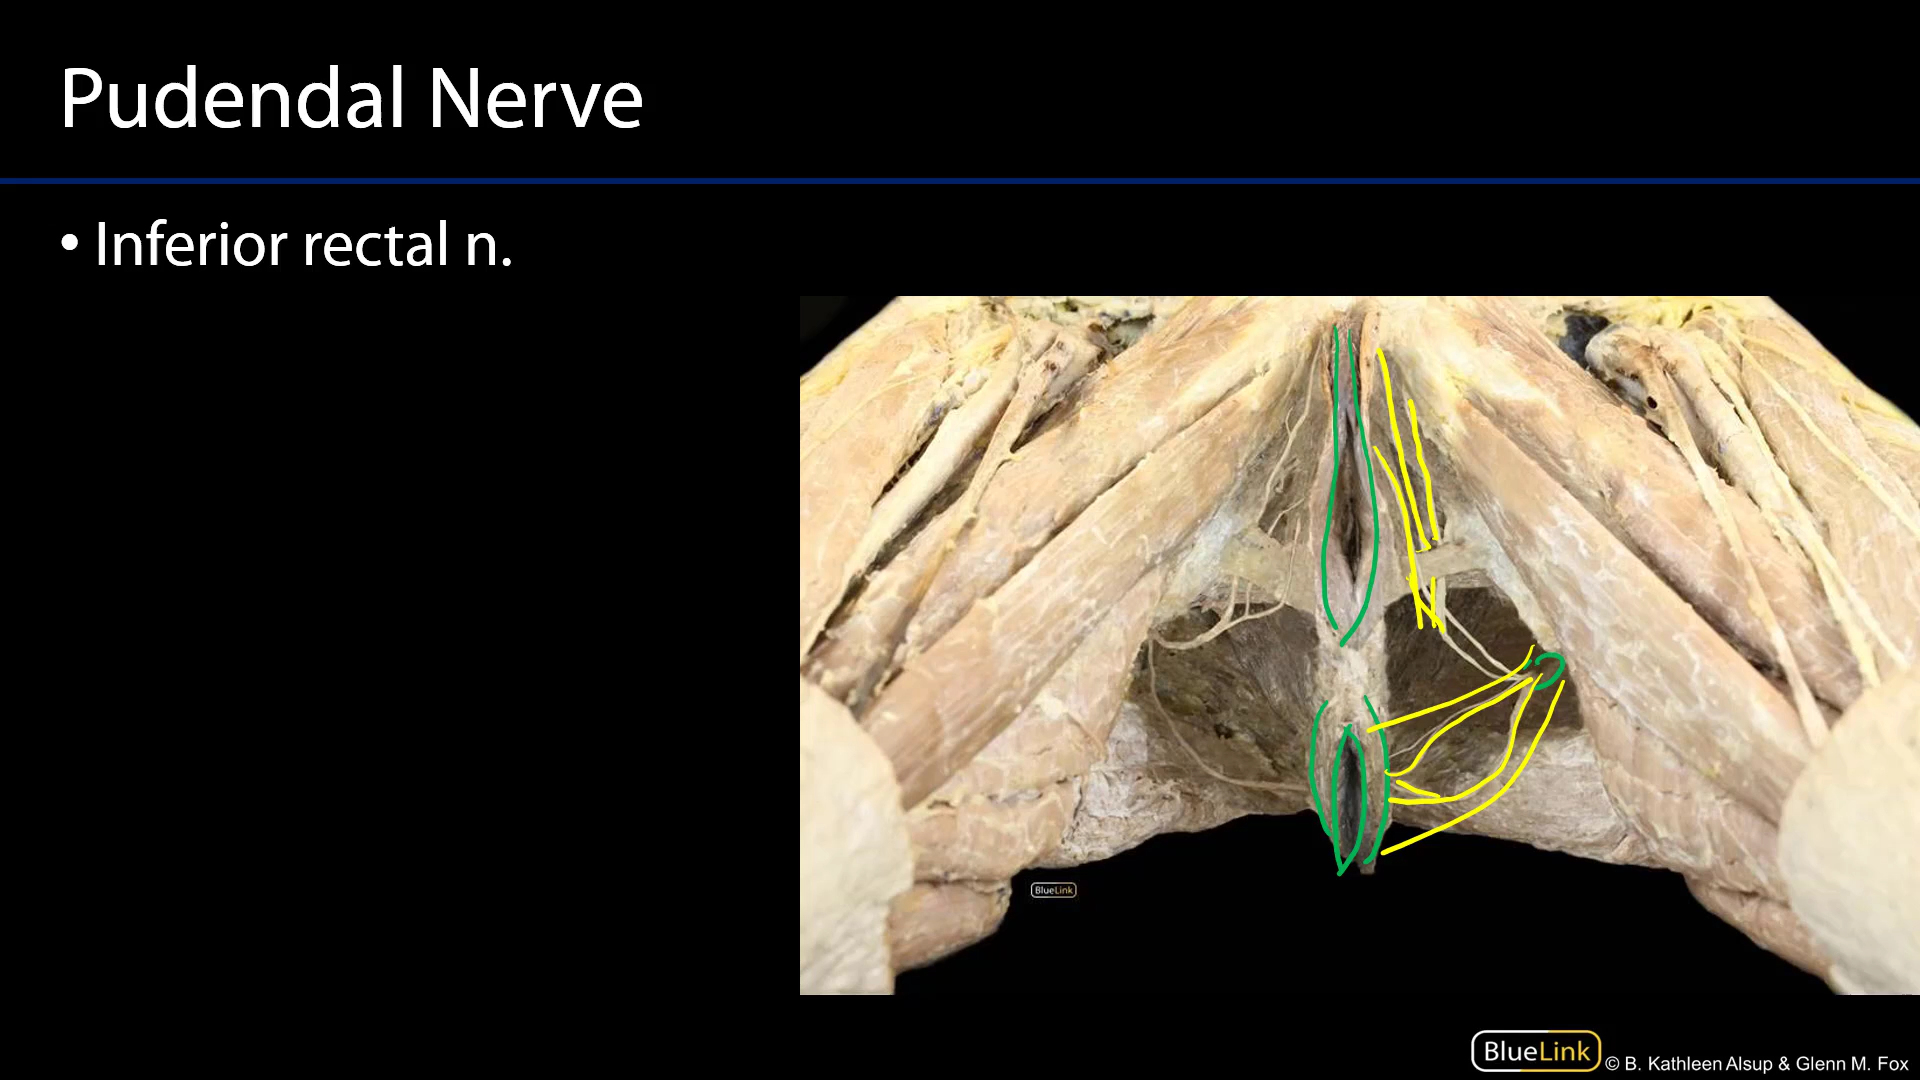 Pudendal Nerve
• Inferior rectal n.
BlueLink
BlueLink © B. Kathleen Alsup & Glenn M. Fox